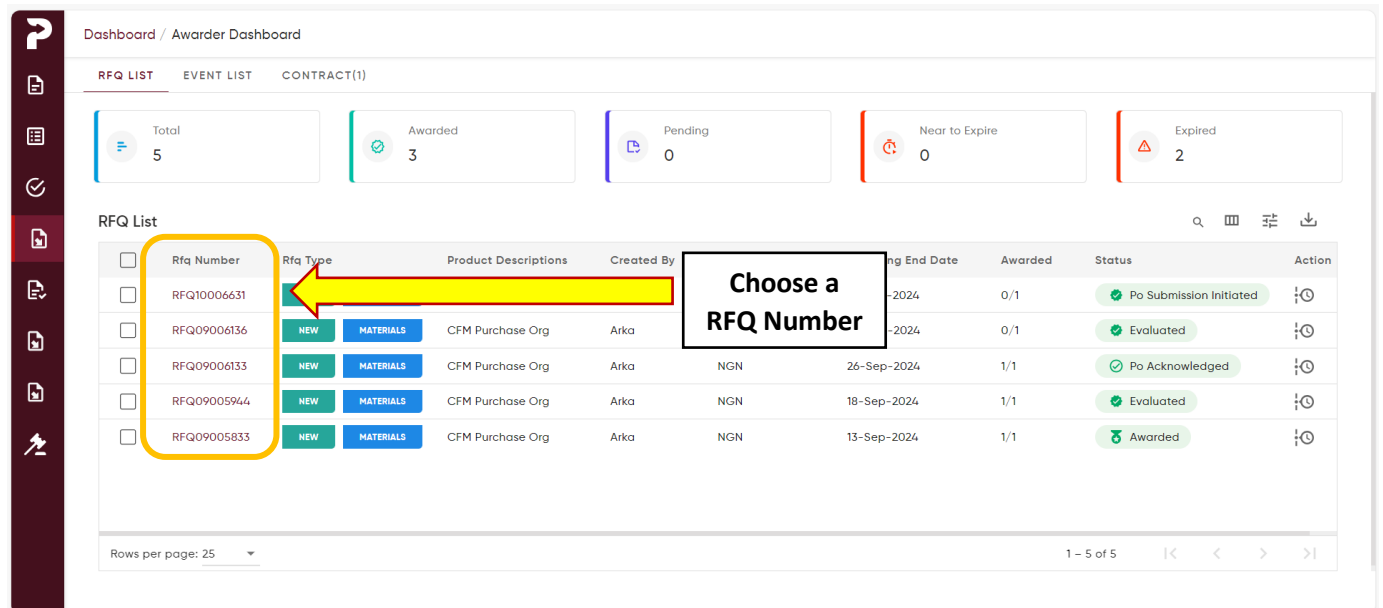 Dashboard / Awarder Dashboard
RFQ LIST EVENT LIST CONTRACT(1)
Total
5
Awarded
3
Pending
0
Near to Expire
0
Expired
2
RFQ List
Rfq Number Rfq Type Product Descriptions Created By End Date Awarded Status Action
RFQ10006631 -2024 0/1 Po Submission Initiated
RFQ09006136 NEW MATERIALS CFM Purchase Org Arka -2024 0/1 Evaluated
RFQ09006133 NEW MATERIALS CFM Purchase Org Arka NGN 26-Sep-2024 1/1 Po Acknowledged
RFQ09005944 NEW MATERIALS CFM Purchase Org Arka NGN 18-Sep-2024 1/1 Evaluated
RFQ09005833 NEW MATERIALS CFM Purchase Org Arka NGN 13-Sep-2024 1/1 Awarded
Choose a
RFQ Number
Rows per page: 25 1 – 5 of 5